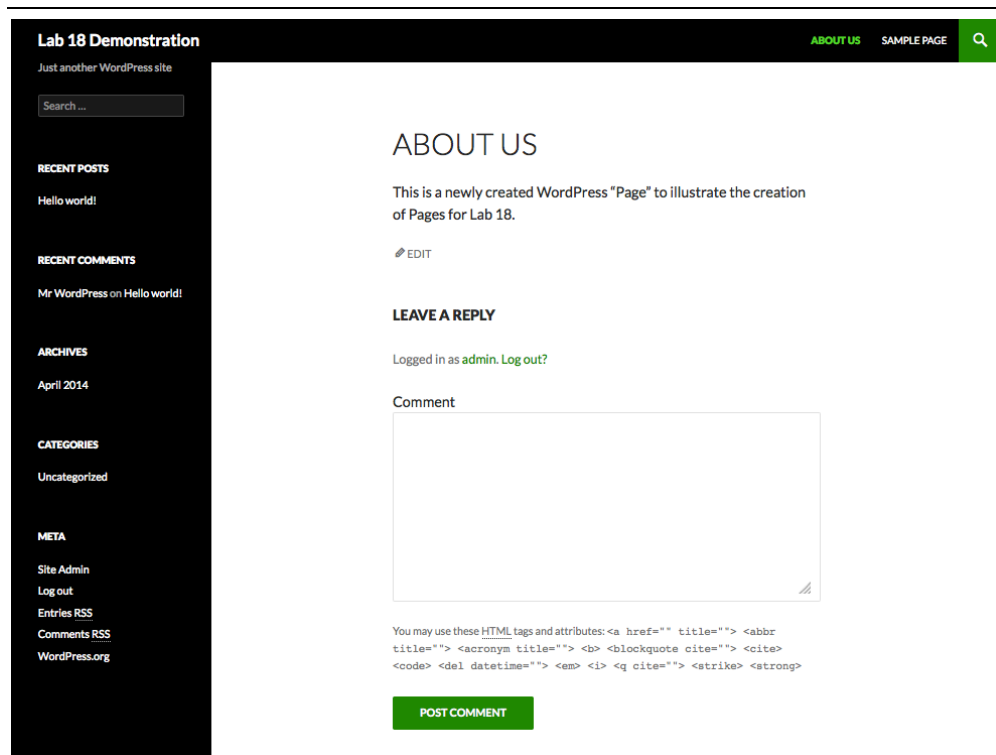 Lab 18 Demonstration
ABOUT US
SAMPLE PAGE
Just another WordPress site
Search ...
RECENT POSTS
Hello world!
RECENT COMMENTS
Mr WordPress on Hello world!
ARCHIVES
April 2014
CATEGORIES
Uncategorized
META
Site Admin
Log out
Entries RSS
Comments RSS
WordPress.org
ABOUT US
This is a newly created WordPress “Page” to illustrate the creation
of Pages for Lab 18.
EDIT
LEAVE A REPLY
Logged in as admin. Log out?
Comment
You may use these HTML tags and attributes: <a href="" title=""> <abbr
title=""> <acronym title=""> <b> <blockquote cite=""> <cite>
<code> <del datetime=""> <em> <i> <q cite=""> <strike> <strong>
POST COMMENT